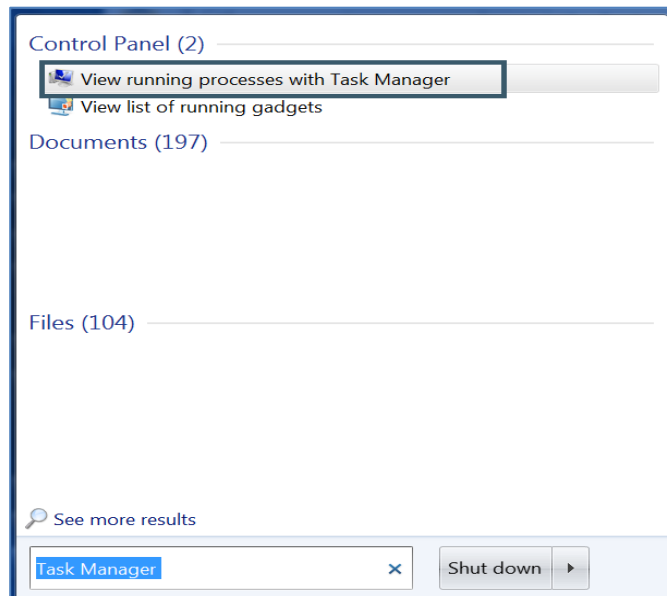 Control Panel (2)
View running processes with Task Manager
View list of running gadgets
Documents (197)
Files (104)
See more results
Task Manager
Shut down